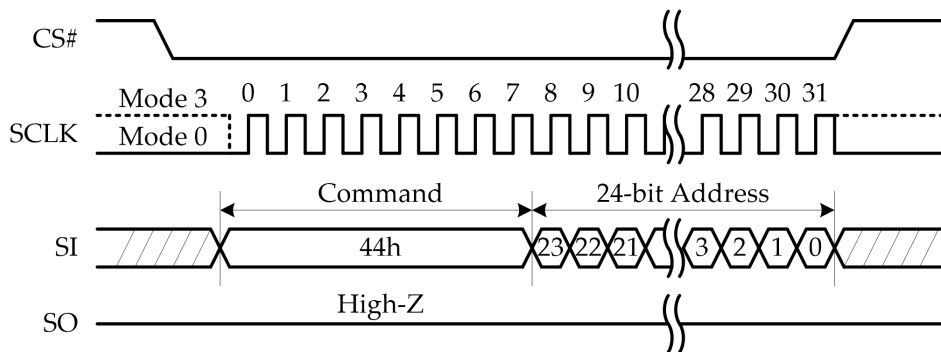 CS#
Mode 3 0 1 2 3 4 5 6 7 8 9 10 28 29 30 31
SCLK Mode 0
Command 24-bit Address
SI 44h 23 22 21 3 2 1 0
High-Z
SO